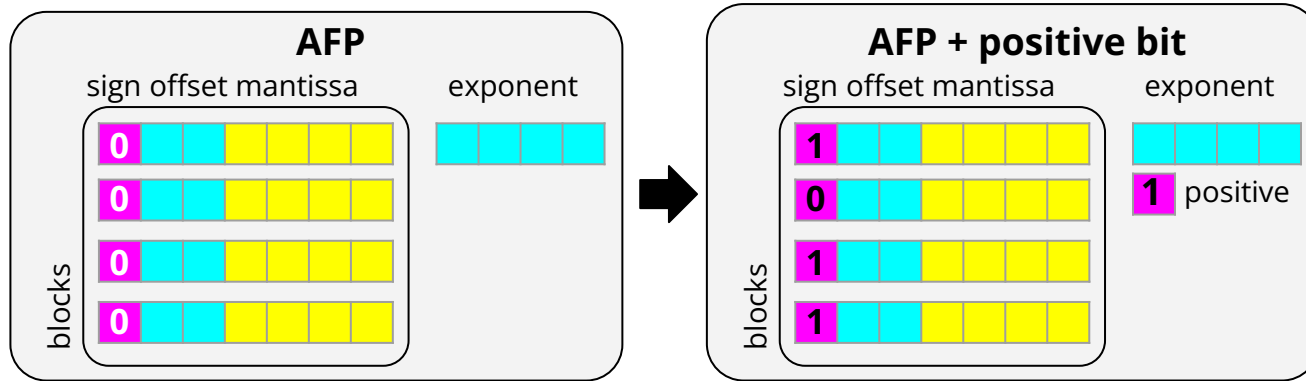 AFP
sign offset mantissa exponent
0
0
0
0
blocks
AFP + positive bit
sign offset mantissa exponent
1
0
1
1
1 positive
blocks